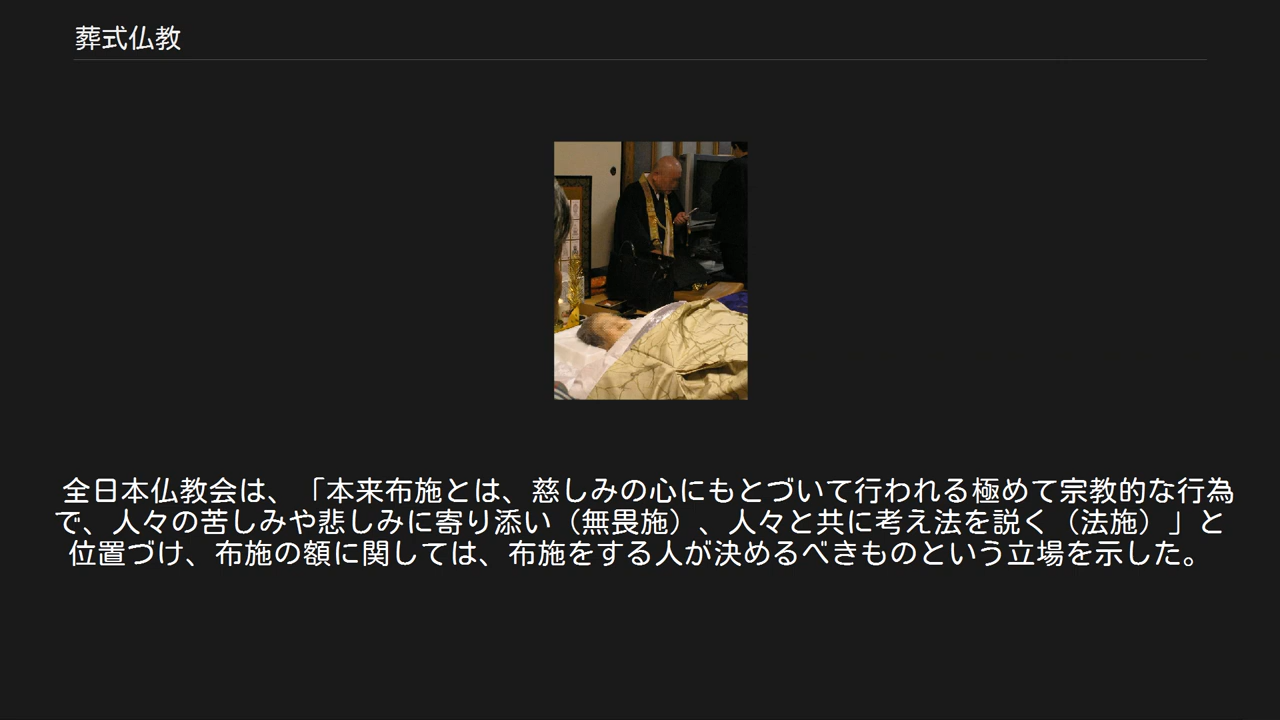 葬式仏教
全日本仏教会は、「本来布施とは、慈しみの心にもとづいて行われる極めて宗教的な行為
で、人々の苦しみや悲しみに寄り添い（無畏施）、人々と共に考え法を説く（法施）」と
位置づけ、布施の額に関しては、布施をする人が決めるべきものという立場を示した。